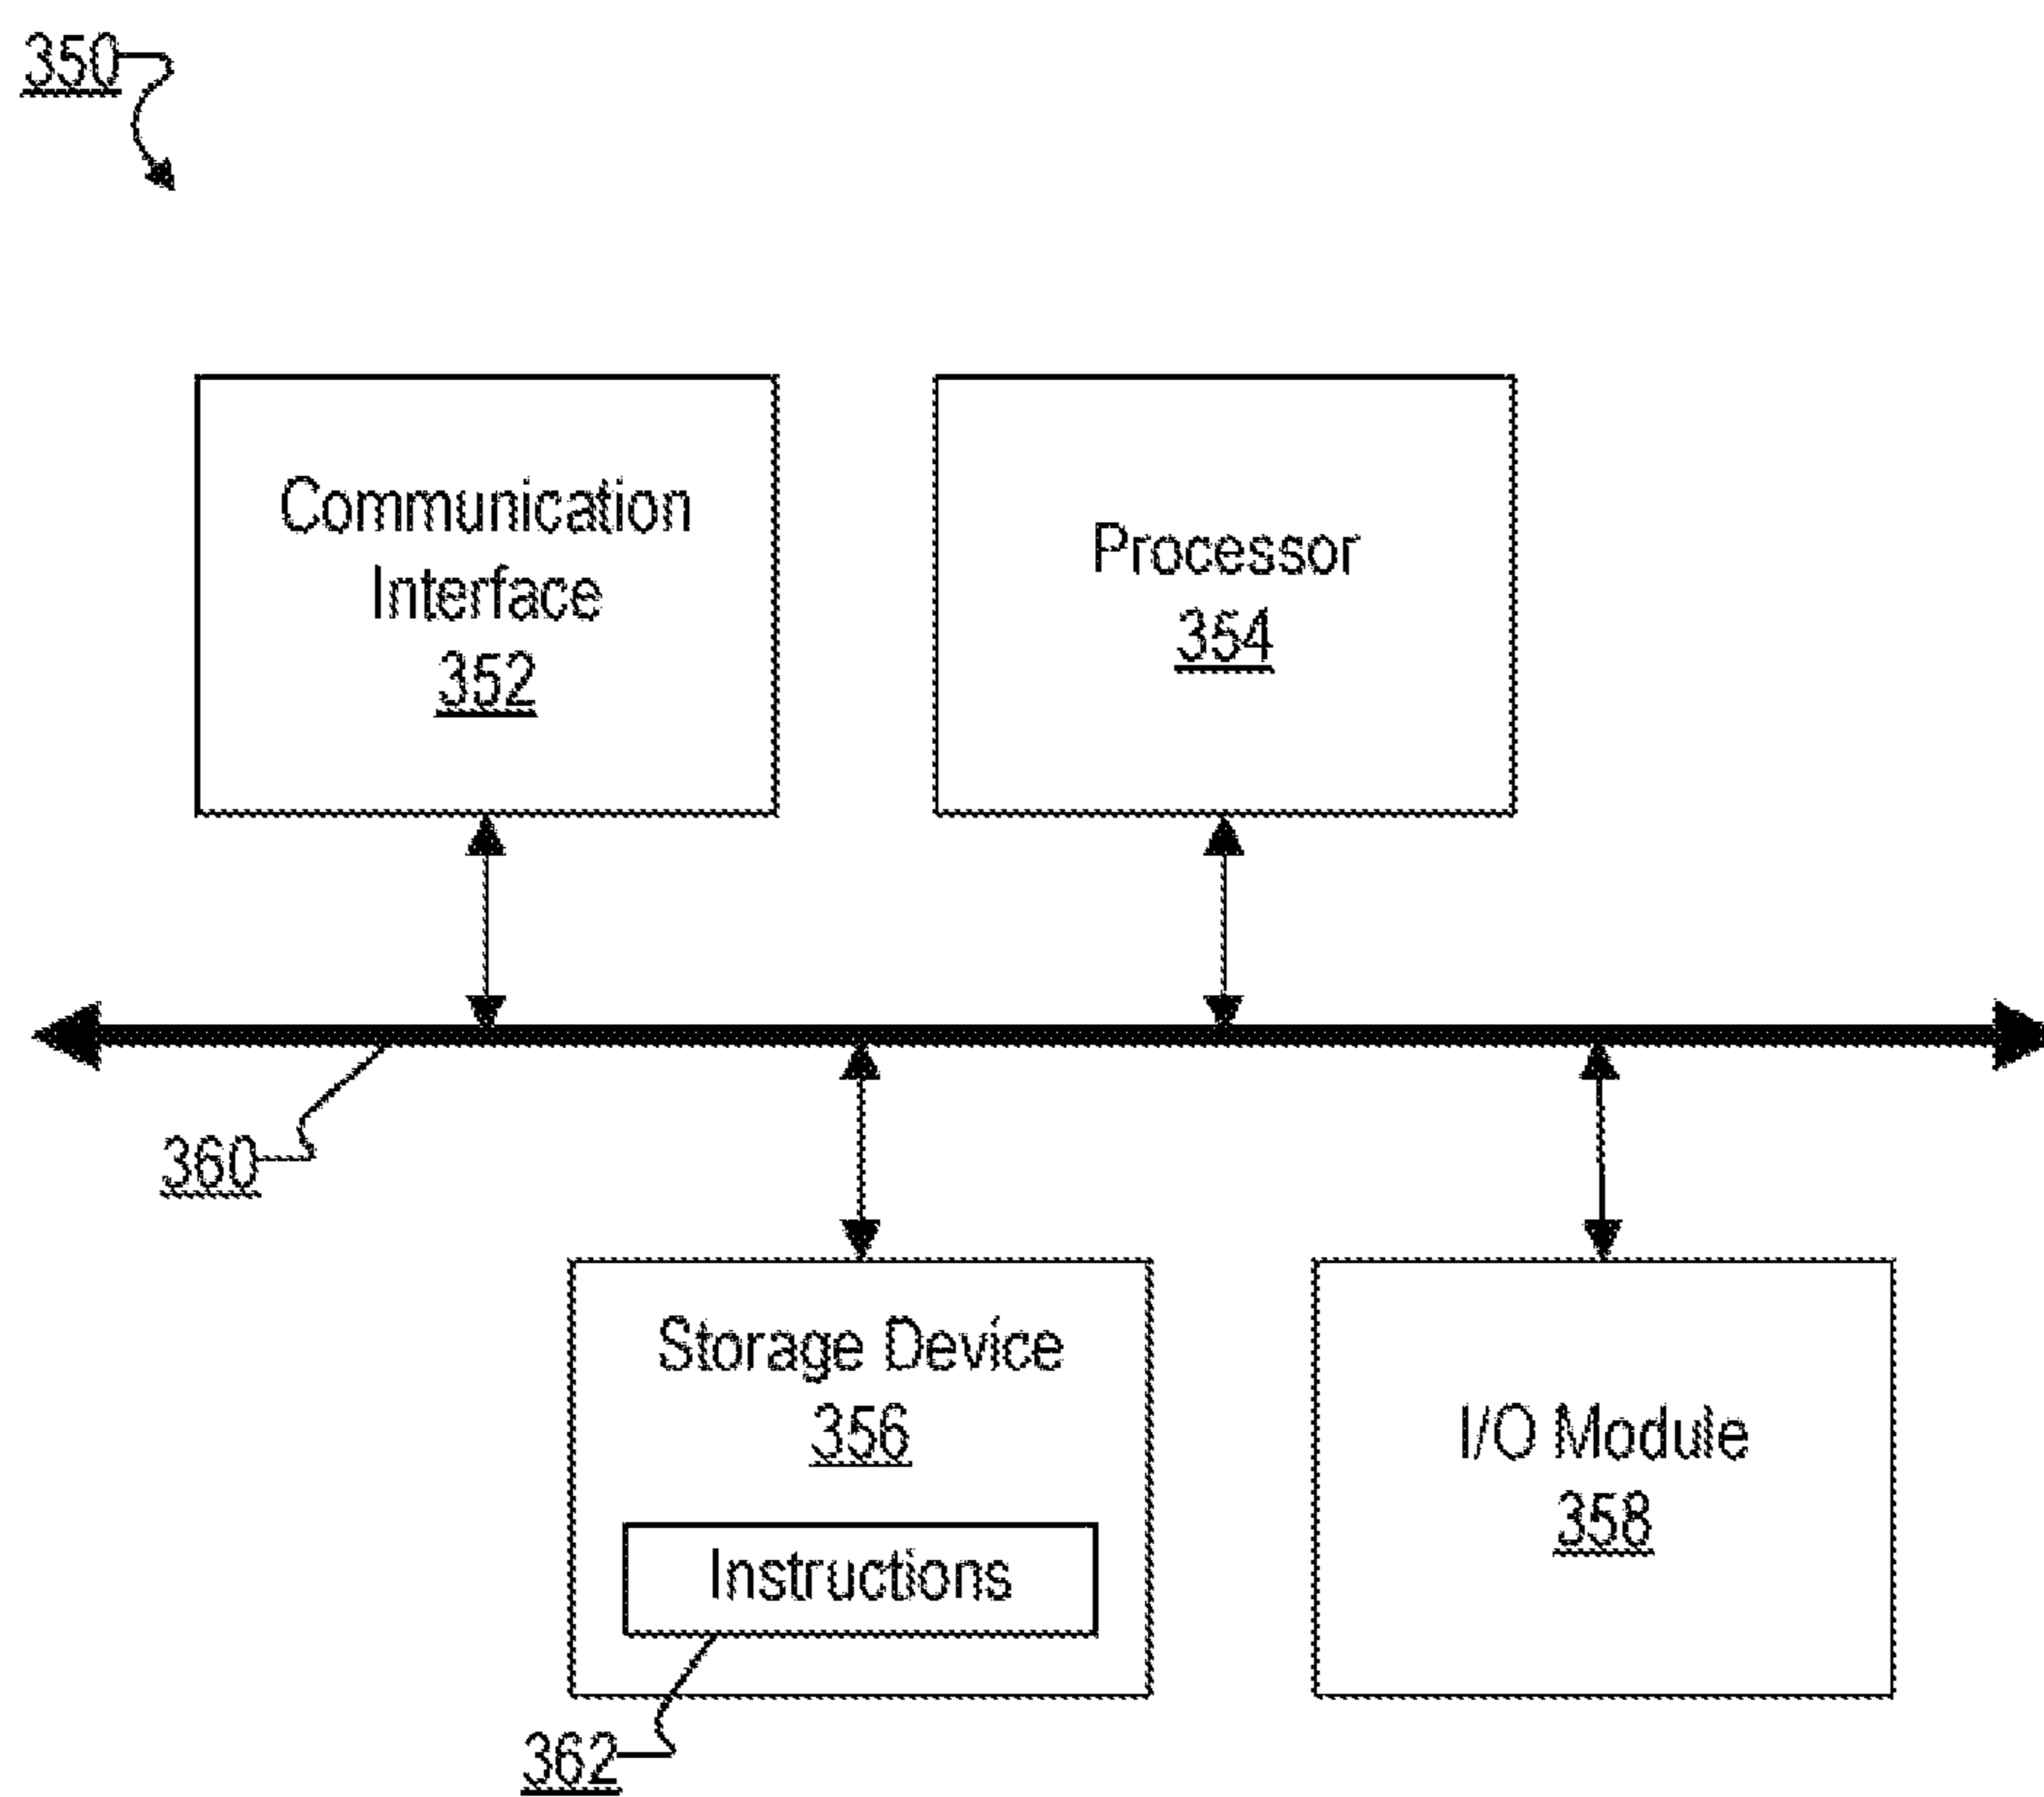 350
Communication
Interface
352
Processor
354
360
Storage Device
356
Instructions
362
I/O Module
358